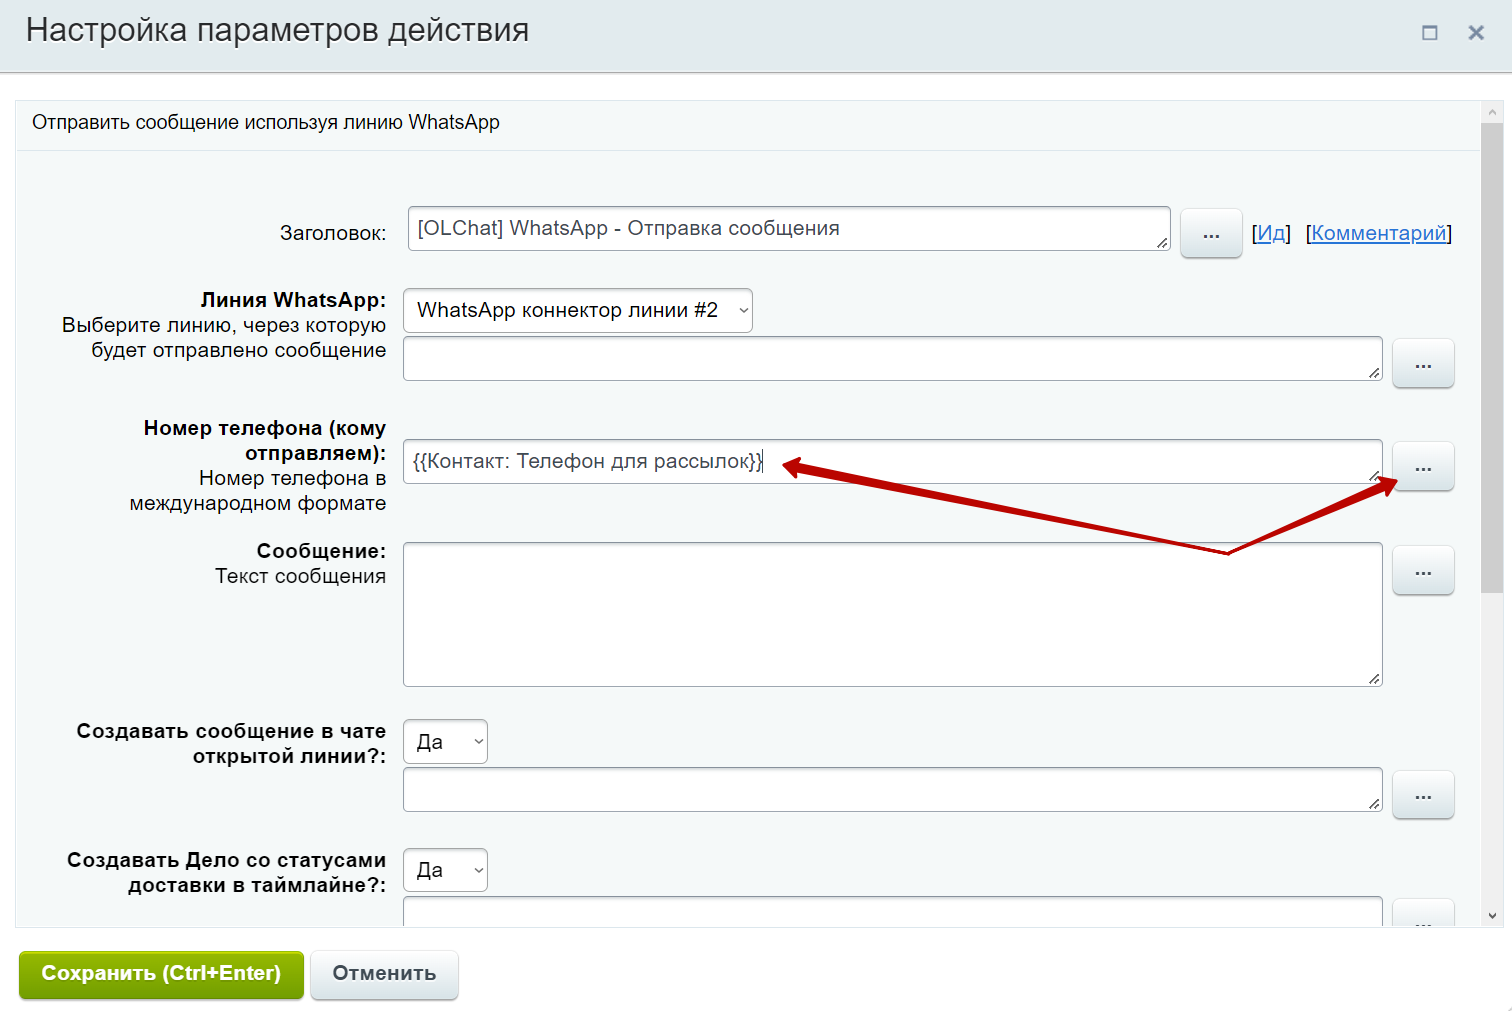 Настройка параметров действия
Отправить сообщение используя линию WhatsApp
Заголовок: [OLChat] WhatsApp - Отправка сообщения ... [Ид] [Комментарий]
Линия WhatsApp: WhatsApp коннектор линии #2
Выберите линию, через которую
будет отправлено сообщение ...
Номер телефона (кому
отправляем): {{Контакт: Телефон для рассылок}} ...
Номер телефона в
международном формате
Сообщение:
Текст сообщения ...
Создавать сообщение в чате
открытой линии?: Да
...
Создавать Дело со статусами
доставки в таймлайне?: Да
...
Сохранить (Ctrl+Enter) Отменить